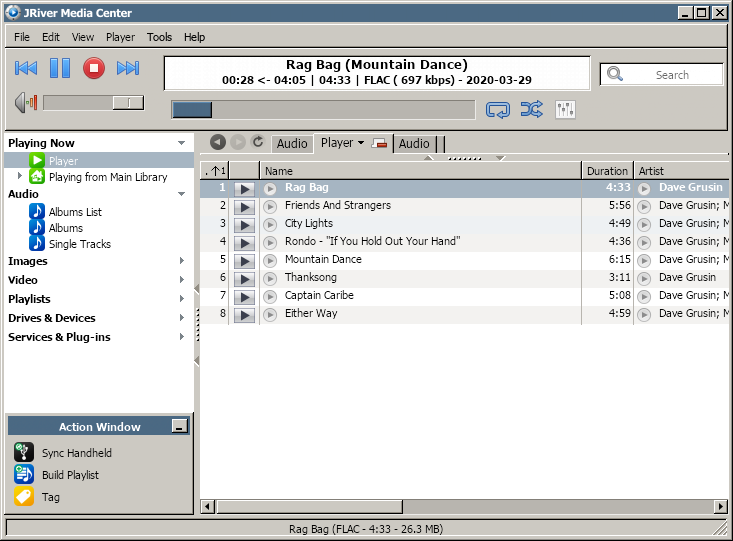 JRiver Media Center
File Edit View Player Tools Help
Rag Bag (Mountain Dance)
00:28 <- 04:05 | 04:33 | FLAC ( 697 kbps) - 2020-03-29
Search
Playing Now
Player
Playing from Main Library
Audio
Albums List
Albums
Single Tracks
Images
Video
Playlists
Drives & Devices
Services & Plug-ins
Action Window
Sync Handheld
Build Playlist
Tag
Audio Player Audio
. 1 Name Duration Artist
1 Rag Bag 4:33 Dave Grusin
2 Friends And Strangers 5:56 Dave Grusin; M
3 City Lights 4:49 Dave Grusin; M
4 Rondo - "If You Hold Out Your Hand" 4:36 Dave Grusin; M
5 Mountain Dance 6:15 Dave Grusin; M
6 Thanksong 3:11 Dave Grusin
7 Captain Caribe 5:08 Dave Grusin; M
8 Either Way 4:59 Dave Grusin; M
Rag Bag (FLAC - 4:33 - 26.3 MB)